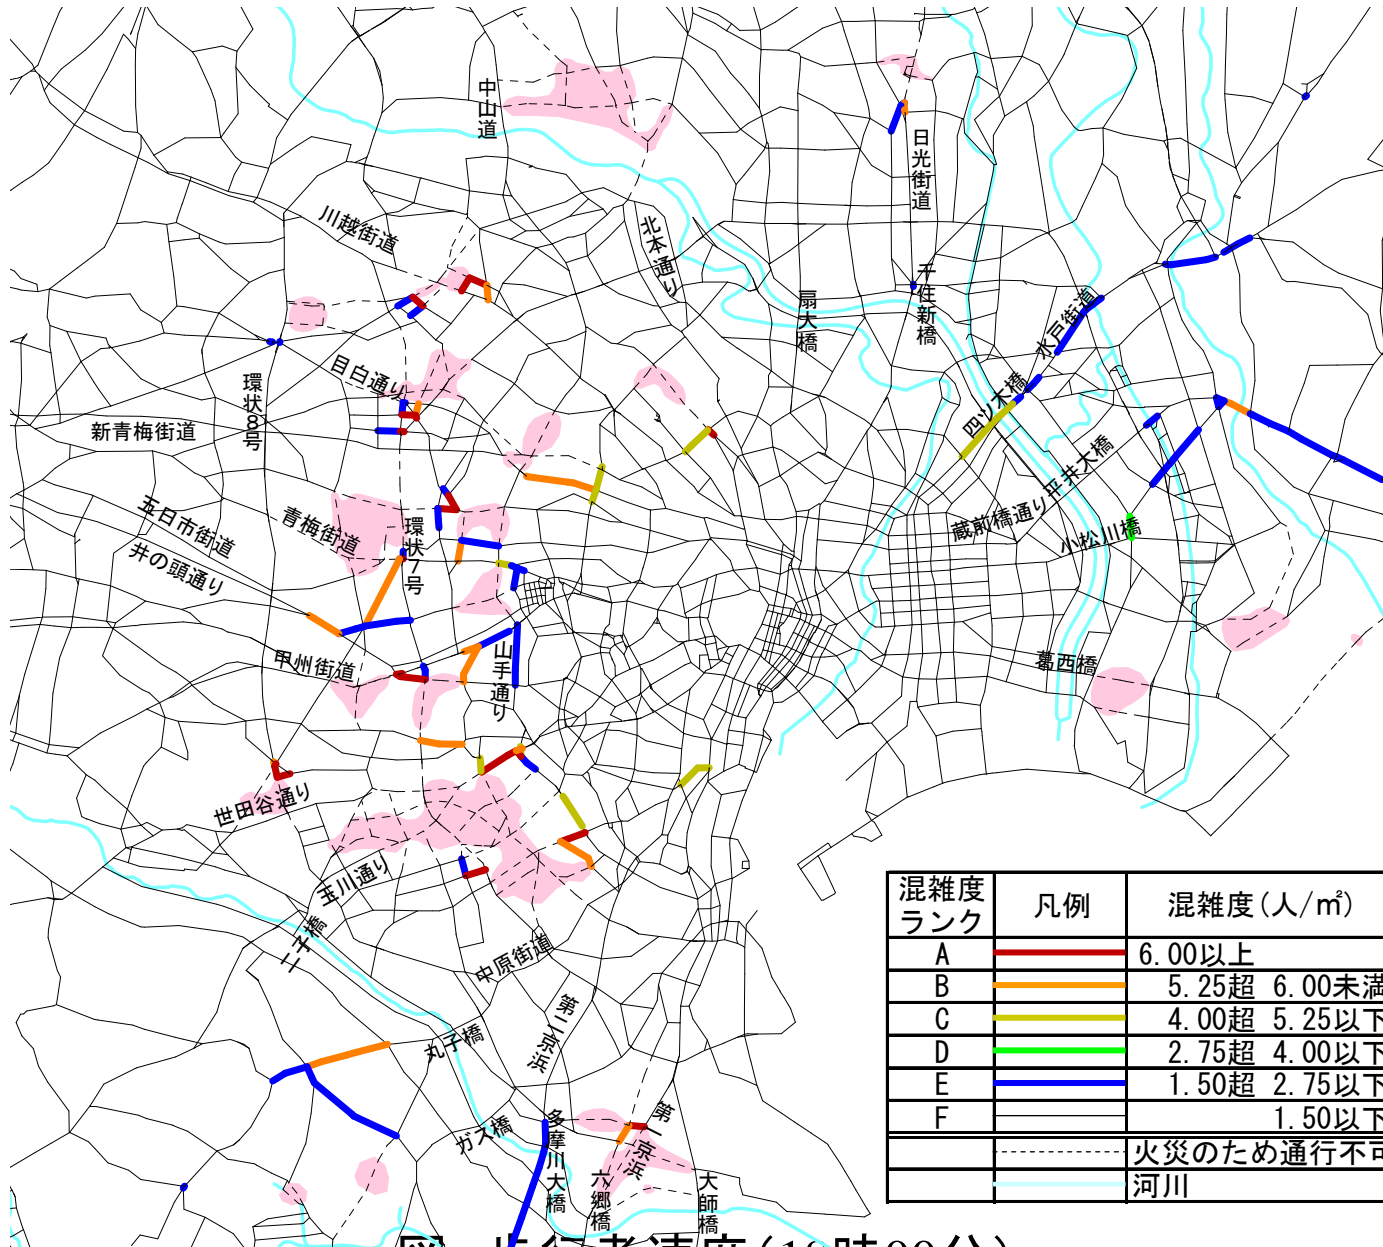 中山道
日光街道
川越街道
北本通り
千住新橋
扇大橋
水戸街道
目白通り
環状8号
四ツ木橋
新青梅街道
平井大橋
五日市街道
青梅街道
環状7号
蔵前橋通り
小松川橋
井の頭通り
甲州街道
山手通り
葛西橋
世田谷通り
玉川通り
二子橋
中原街道
第二京浜
丸子橋
ガス橋
多摩川大橋
第一京浜
六郷橋
大師橋
混雑度ランク 凡例 混雑度(人/㎡)
A 6.00以上
B 5.25超 6.00未満
C 4.00超 5.25以下
D 2.75超 4.00以下
E 1.50超 2.75以下
F 1.50以下
火災のため通行不可
河川